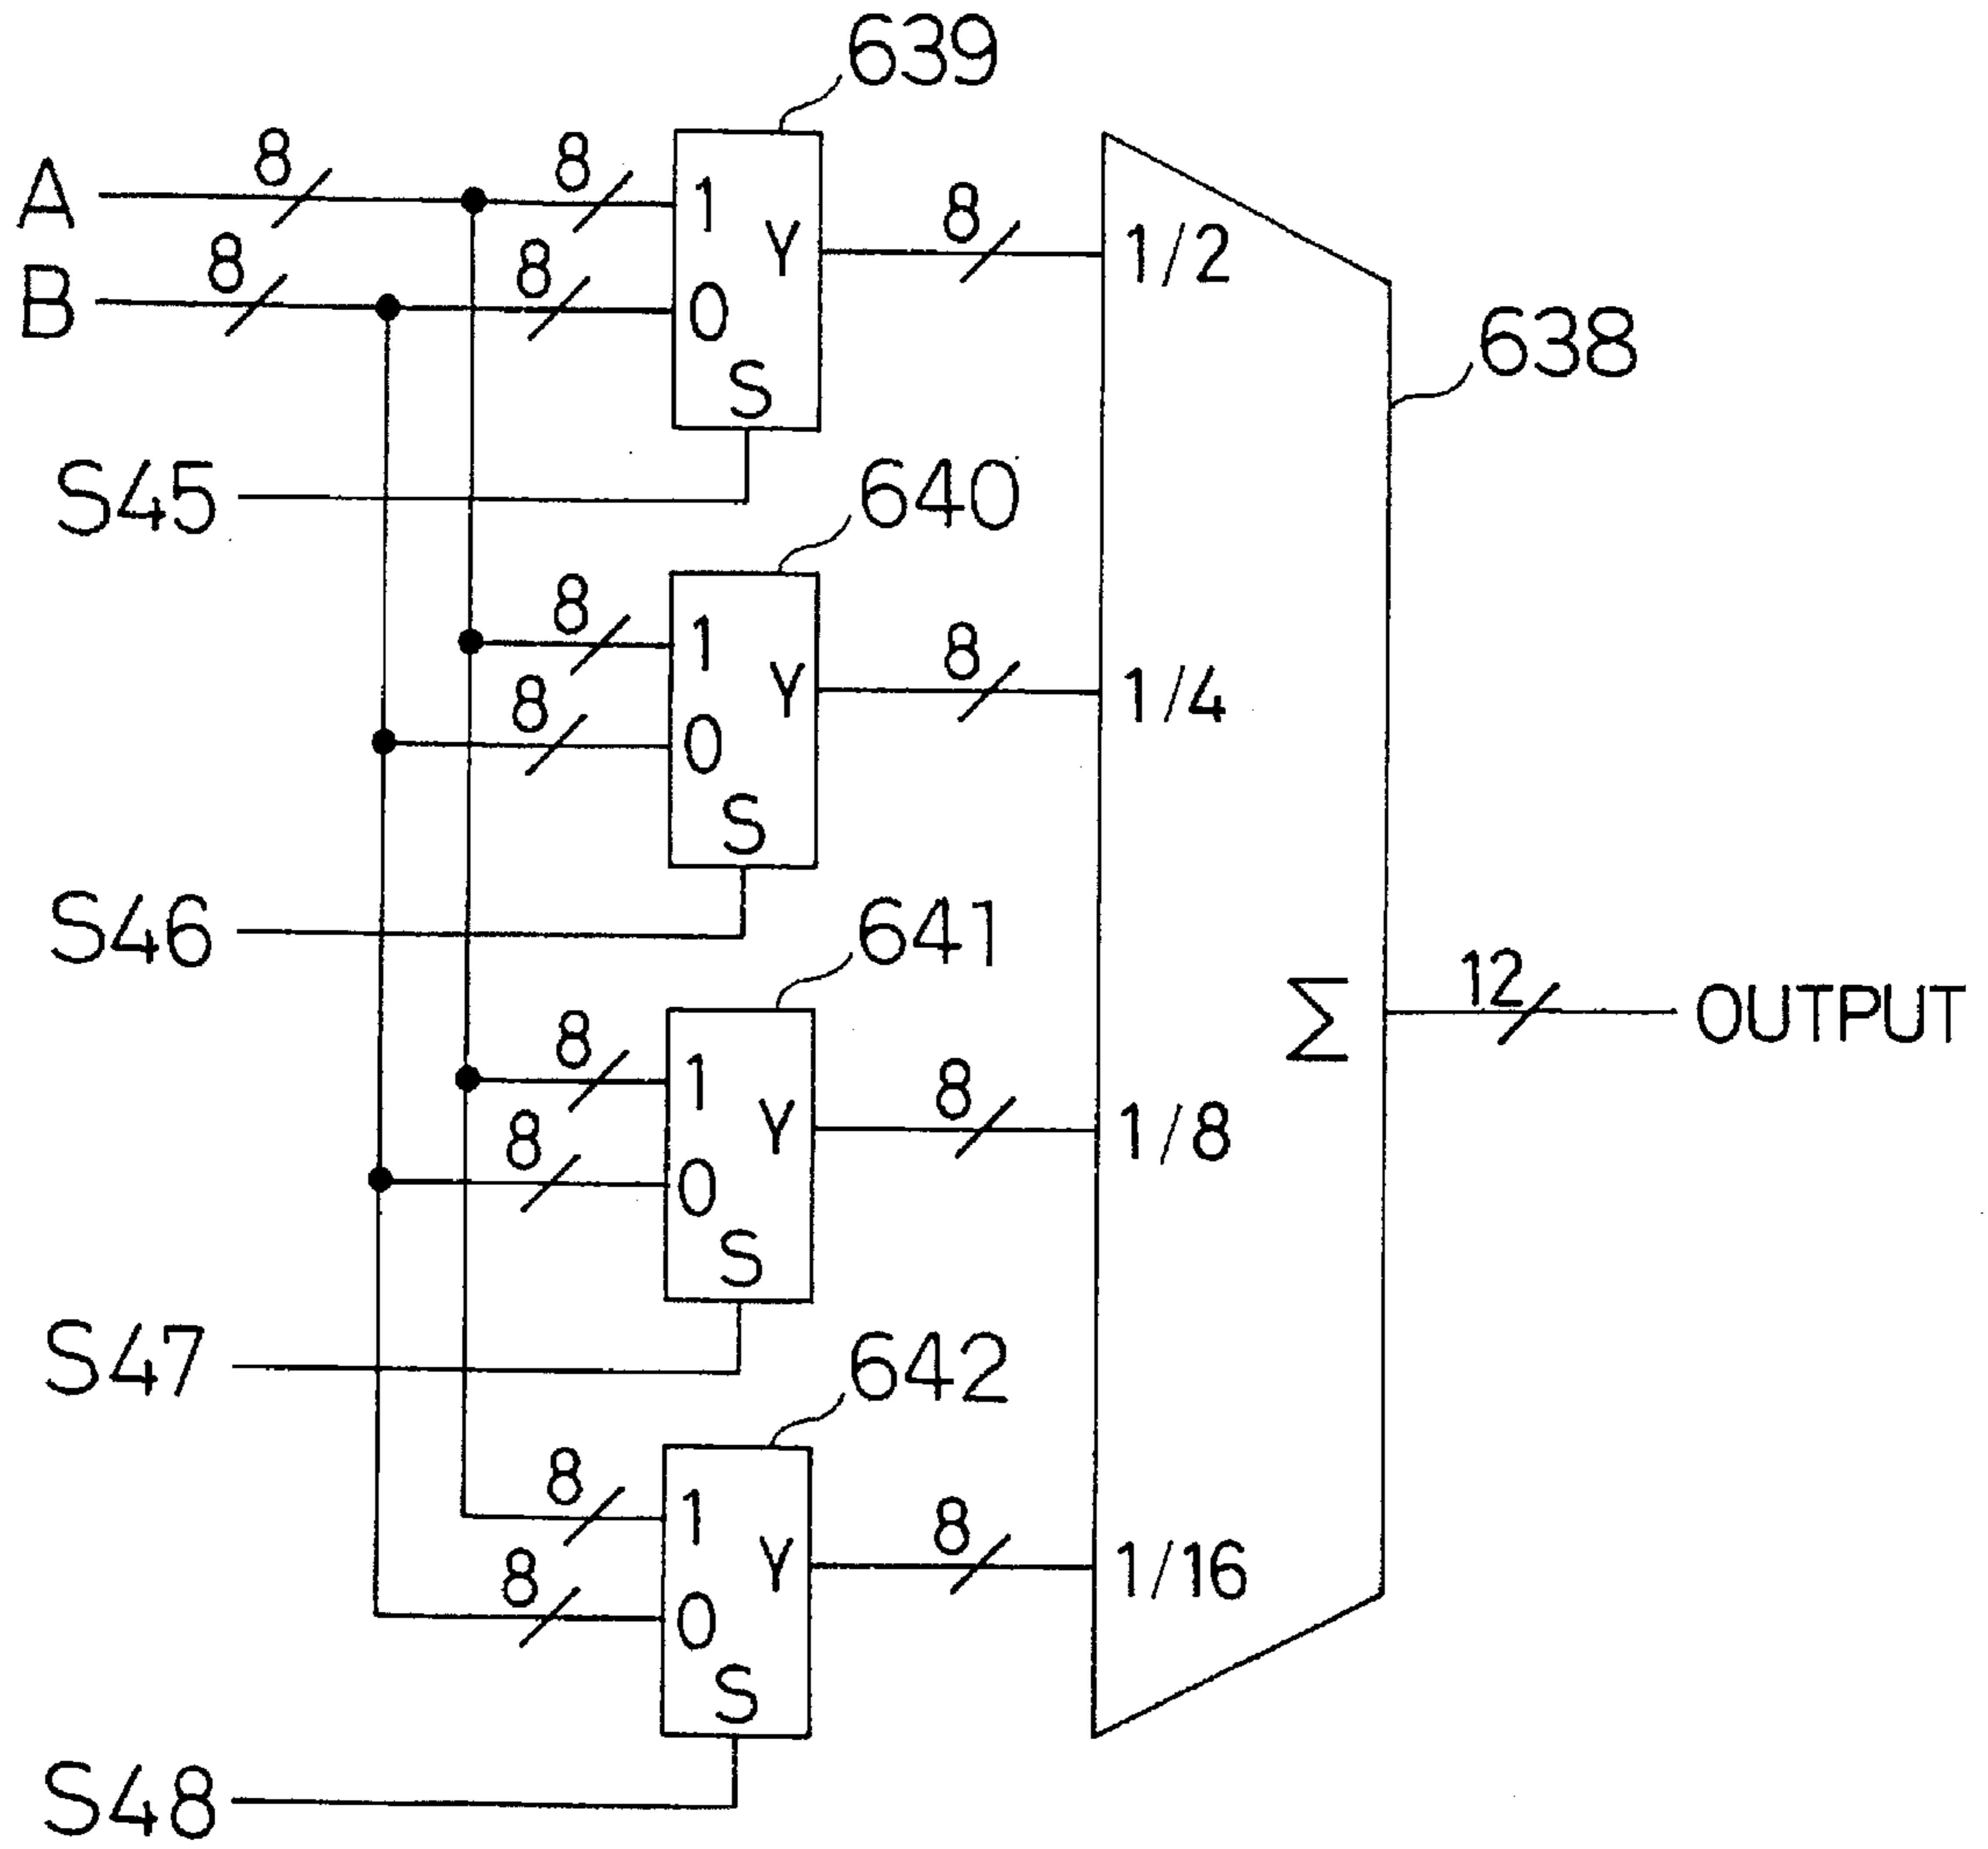 639
A 8 8 1 Y 8 1/2
B 8 8 0
S
638
S45
640
8 1 Y 8 1/4
8 0
S
S46
641
Σ 12 OUTPUT
8 1 Y 8 1/8
8 0
S
S47
642
8 1 Y 8 1/16
8 0
S
S48